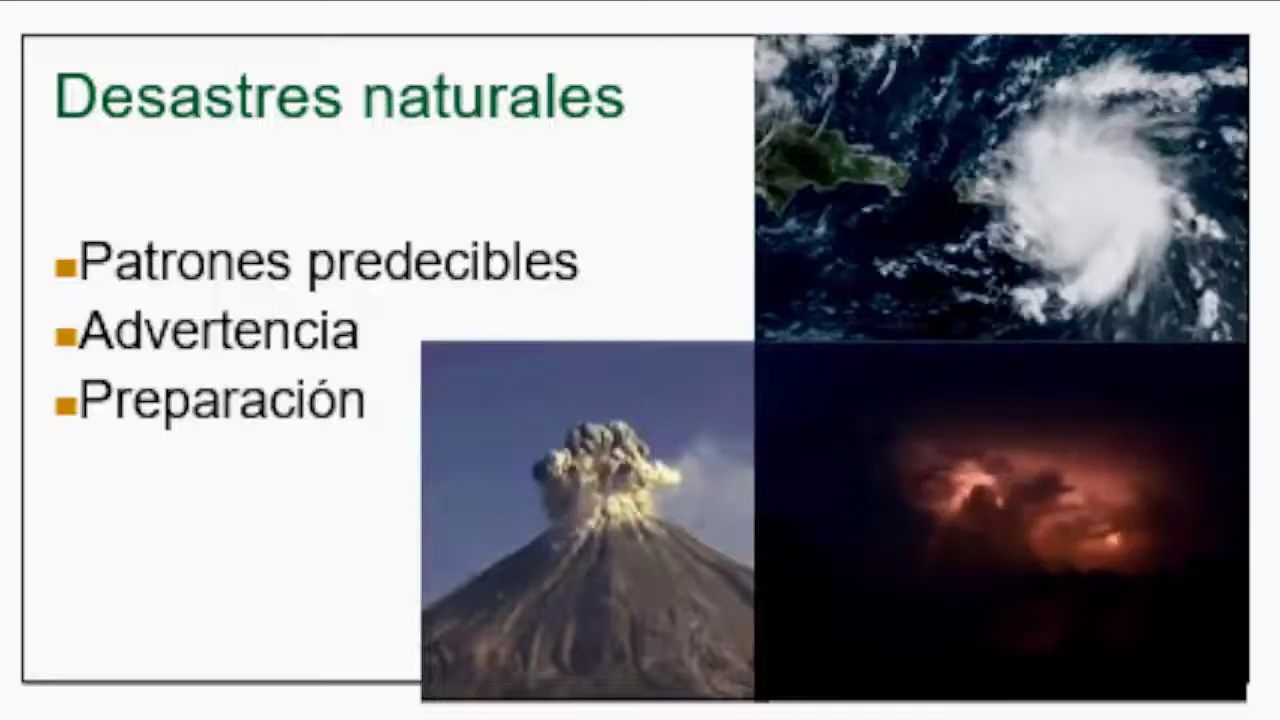 Desastres naturales
Patrones predecibles
Advertencia
Preparación